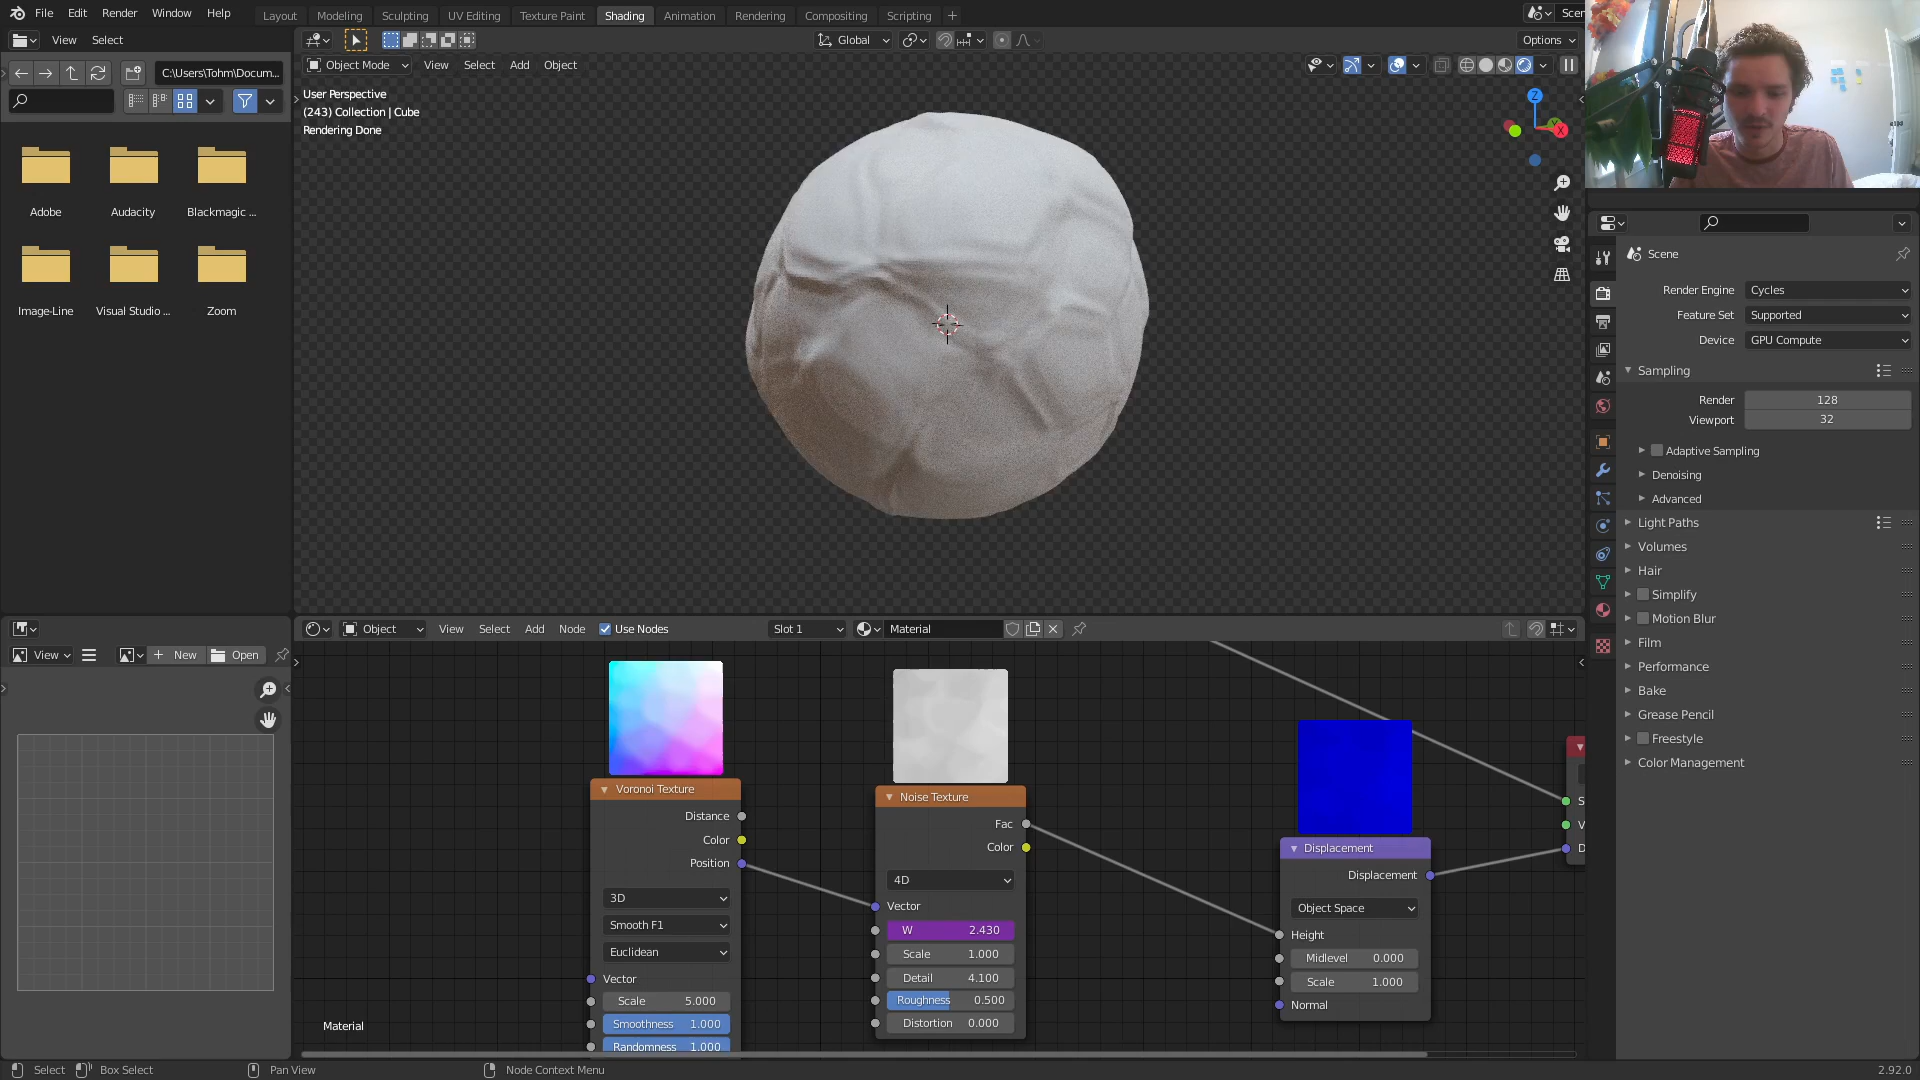 File Edit Render Window Help
Layout Modeling Sculpting UV Editing Texture Paint Shading Animation Rendering Compositing Scripting +
View Select
C:\Users\Tohm\Docum...
Adobe Audacity Blackmagic ...
Image-Line Visual Studio ... Zoom
Global
Options
Object Mode View Select Add Object
User Perspective
(243) Collection | Cube
Rendering Done
Z
X
Scene
Render Engine Cycles
Feature Set Supported
Device GPU Compute
Sampling
Render 128
Viewport 32
Adaptive Sampling
Denoising
Advanced
Light Paths
Volumes
Hair
Simplify
Motion Blur
Film
Performance
Bake
Grease Pencil
Freestyle
Color Management
View New Open
Object View Select Add Node Use Nodes Slot 1 Material
Voronoi Texture
Distance
Color
Position
3D
Smooth F1
Euclidean
Vector
Scale 5.000
Smoothness 1.000
Randomness 1.000
Noise Texture
Fac
Color
4D
Vector
W 2.430
Scale 1.000
Detail 4.100
Roughness 0.500
Distortion 0.000
Displacement
Displacement
Object Space
Height
Midlevel 0.000
Scale 1.000
Normal
S
V
D
Material
Select Box Select Pan View Node Context Menu 2.92.0